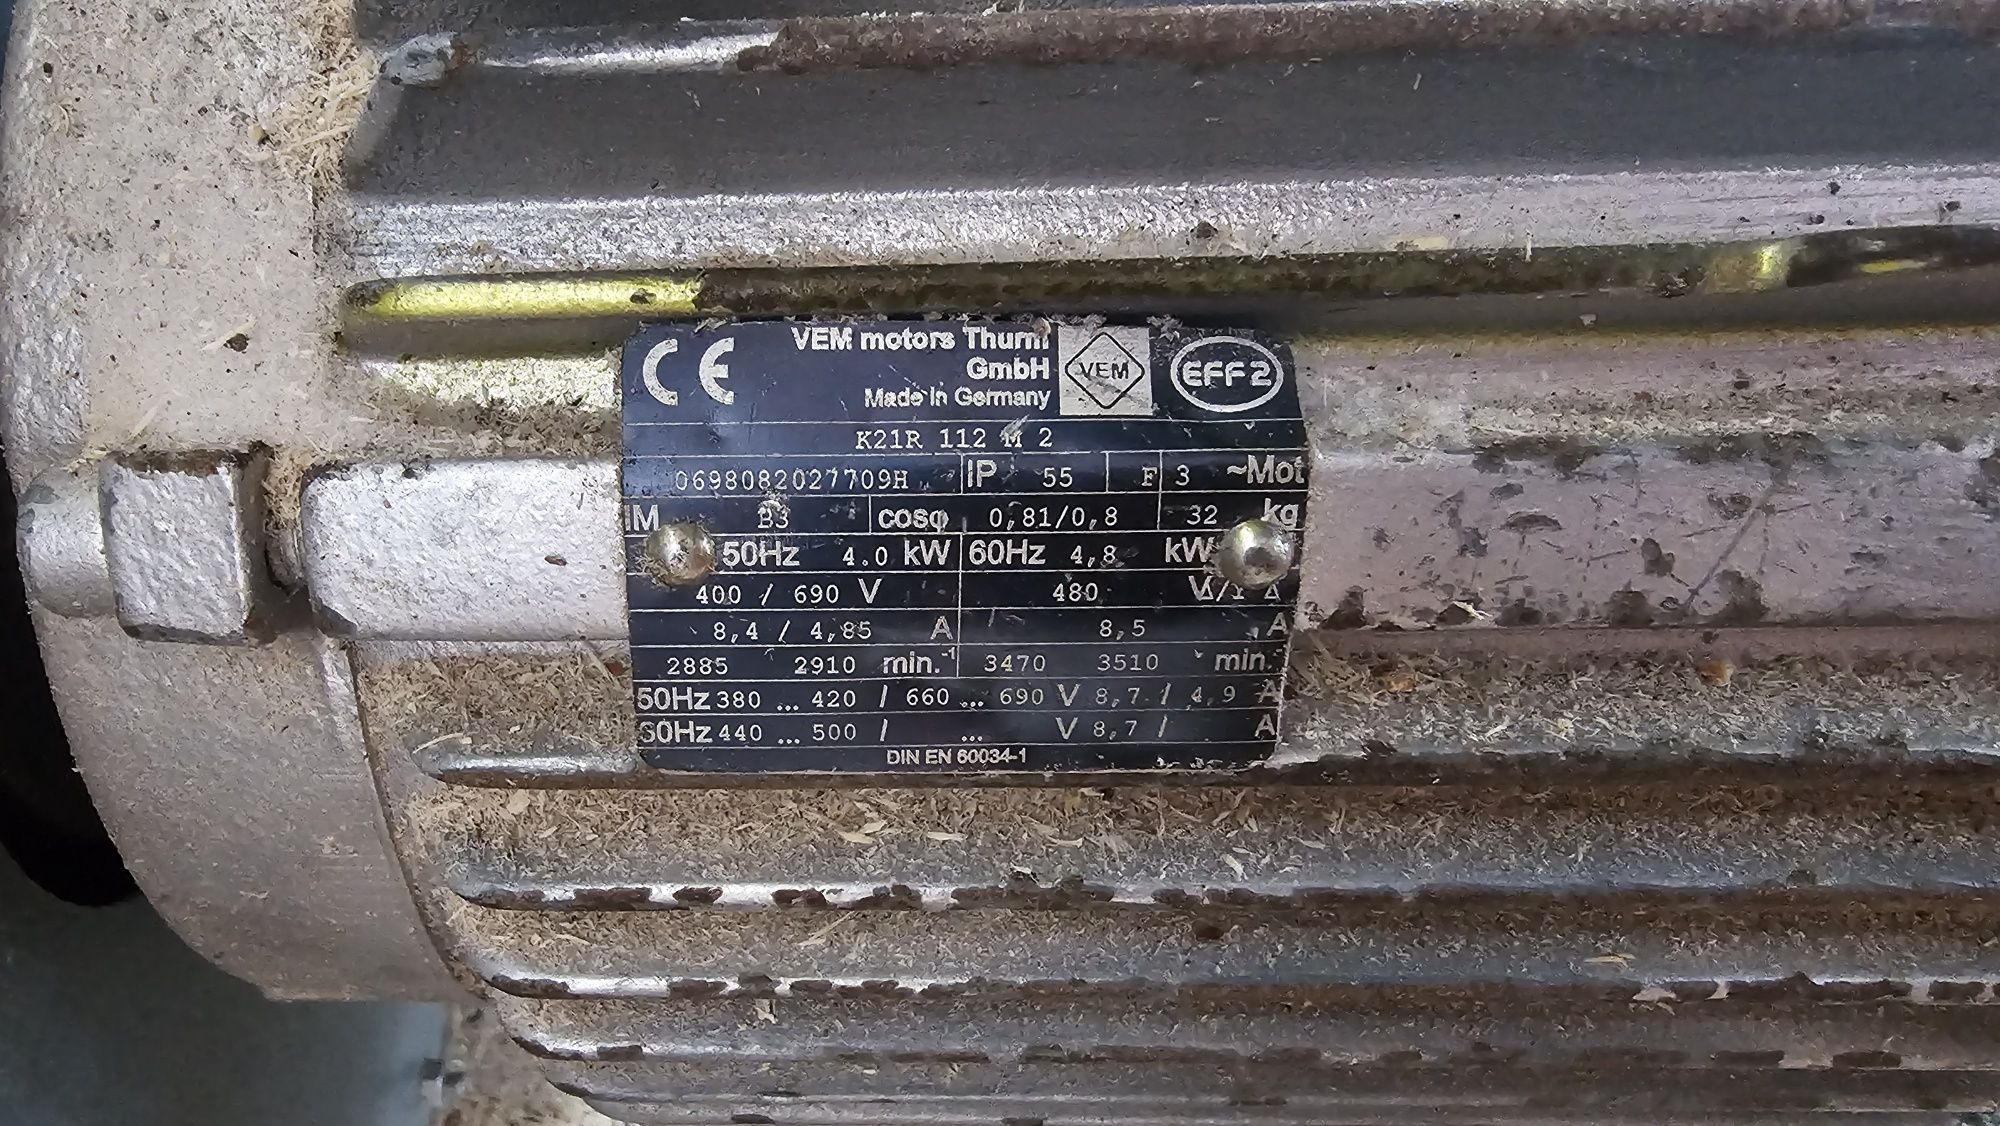 CE VEM motors Thurm
GmbH
Made in Germany
VEM
EFF2
K21R 112 M 2
0698082027709H IP 55 F 3 ~Mot
IM B3 cosφ 0,81/0,8 32 kg
50Hz 4.0 kW 60Hz 4,8 kW
400 / 690 V 480 V
8,4 / 4,85 A 8,5 A
2885 2910 min.-1 3470 3510 min.-
50Hz 380 ... 420 / 660 ... 690 V 8,7 / 4,9 A
60Hz 440 ... 500 / ... V 8,7 / A
DIN EN 60034-1